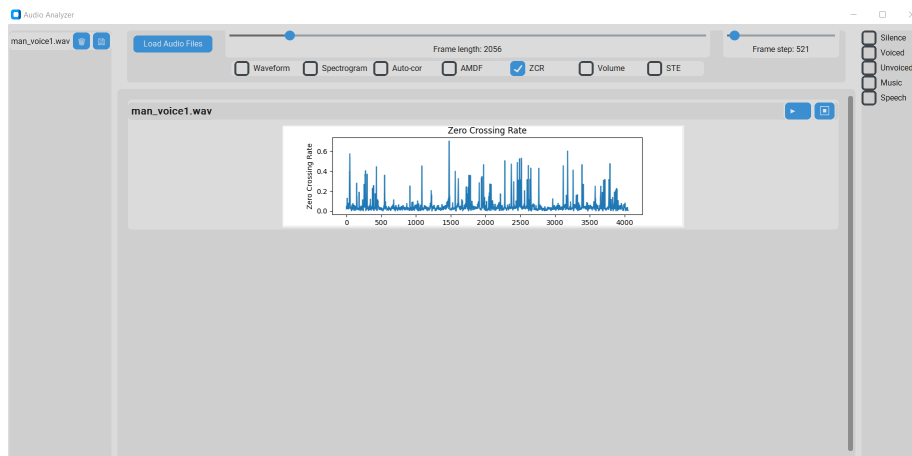 Audio Analyzer
man_voice1.wav
Load Audio Files
Frame length: 2056
Frame step: 521
Waveform
Spectrogram
Auto-cor
AMDF
ZCR
Volume
STE
Silence
Voiced
Unvoiced
Music
Speech
man_voice1.wav
Zero Crossing Rate
Zero Crossing Rate
0.6
0.4
0.2
0.0
0 500 1000 1500 2000 2500 3000 3500 4000